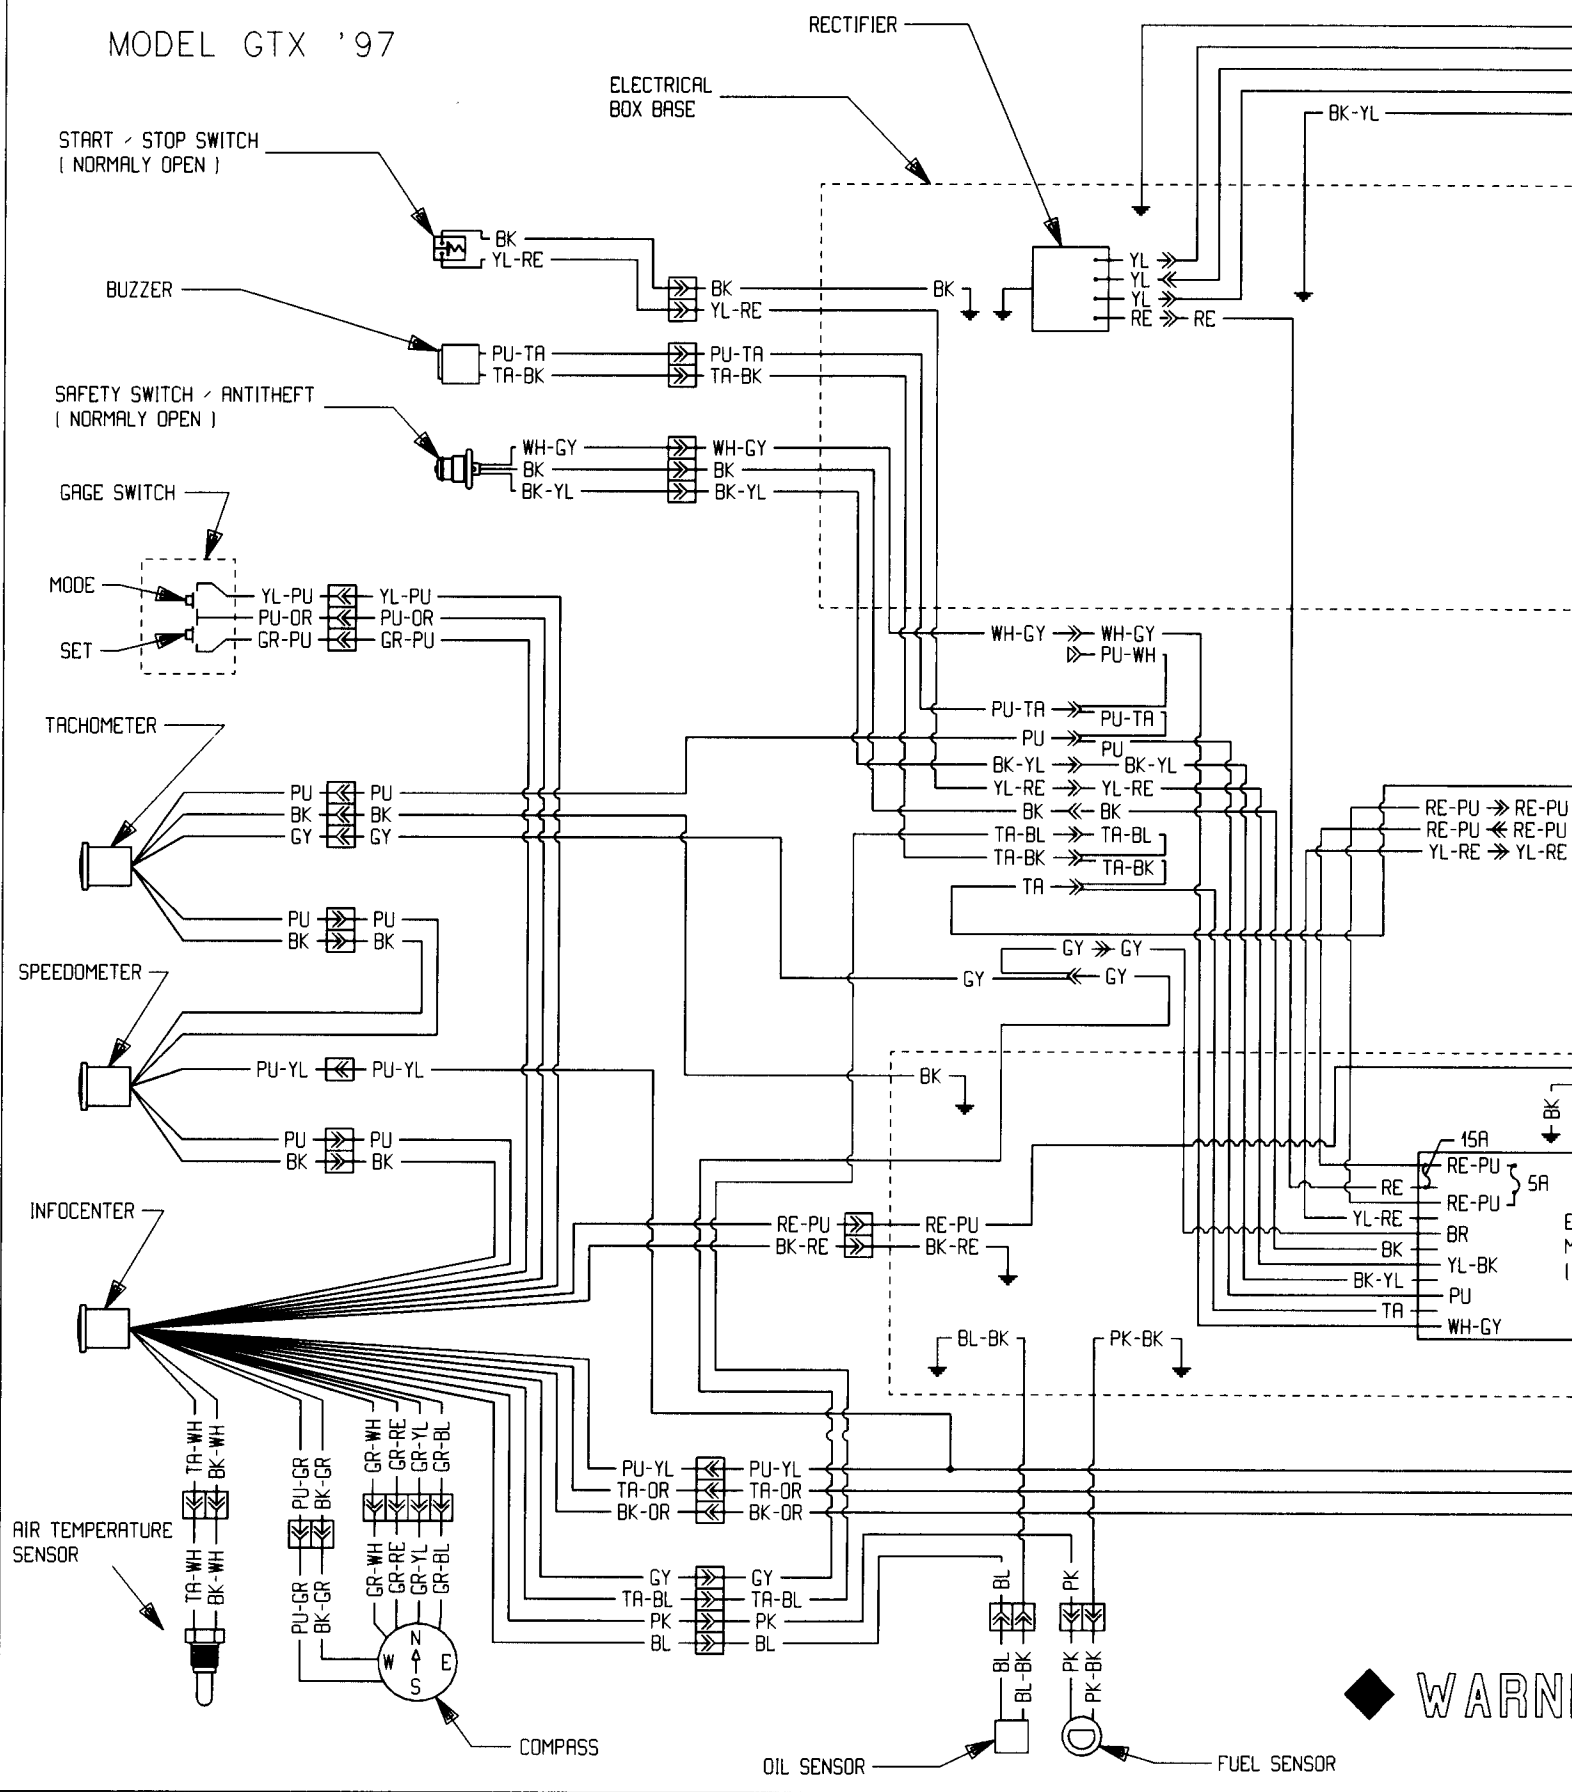 MODEL GTX '97
RECTIFIER
ELECTRICAL
BOX BASE
BK-YL
START / STOP SWITCH
( NORMALY OPEN )
BK
YL-RE
BK
YL-RE
BK
YL
YL
YL
RE
RE
BUZZER
PU-TA
TA-BK
PU-TA
TA-BK
SAFETY SWITCH / ANTITHEFT
( NORMALY OPEN )
WH-GY
BK
BK-YL
WH-GY
BK
BK-YL
GAGE SWITCH
MODE
SET
YL-PU
PU-OR
GR-PU
YL-PU
PU-OR
GR-PU
WH-GY
WH-GY
PU-WH
PU-TA
PU-TA
PU
PU
BK-YL
BK-YL
YL-RE
YL-RE
BK
BK
TA-BL
TA-BL
TA-BK
TA-BK
TA
GY
GY
GY
GY
RE-PU
RE-PU
RE-PU
RE-PU
YL-RE
YL-RE
TACHOMETER
PU
BK
GY
PU
BK
GY
PU
BK
PU
BK
SPEEDOMETER
PU-YL
PU-YL
PU
BK
PU
BK
BK
BK
15A
RE-PU
5A
RE
RE-PU
YL-RE
BR
BK
YL-BK
BK-YL
PU
TA
WH-GY
E
M
(
INFOCENTER
RE-PU
BK-RE
RE-PU
BK-RE
BL-BK
PK-BK
TA-WH
BK-WH
PU-GR
BK-GR
GR-WH
GR-RE
GR-YL
GR-BL
PU-YL
TA-OR
BK-OR
PU-YL
TA-OR
BK-OR
AIR TEMPERATURE
SENSOR
TA-WH
BK-WH
PU-GR
BK-GR
GR-WH
GR-RE
GR-YL
GR-BL
GY
TA-BL
PK
BL
GY
TA-BL
PK
BL
BL
PK
BL
BL-BK
PK
PK-BK
N
W
E
S
COMPASS
OIL SENSOR
FUEL SENSOR
WARN